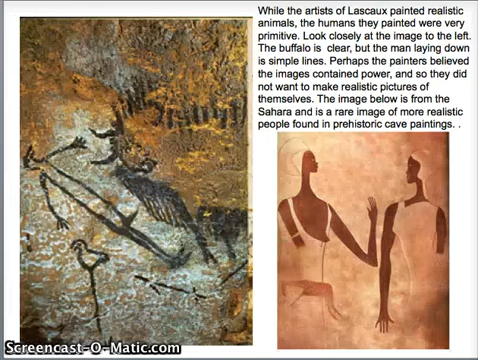 While the artists of Lascaux painted realistic
animals, the humans they painted were very
primitive. Look closely at the image to the left.
The buffalo is  clear, but the man laying down
is simple lines. Perhaps the painters believed
the images contained power, and so they did
not want to make realistic pictures of
themselves. The image below is from the
Sahara and is a rare image of more realistic
people found in prehistoric cave paintings. .
Screencast-O-Matic.com